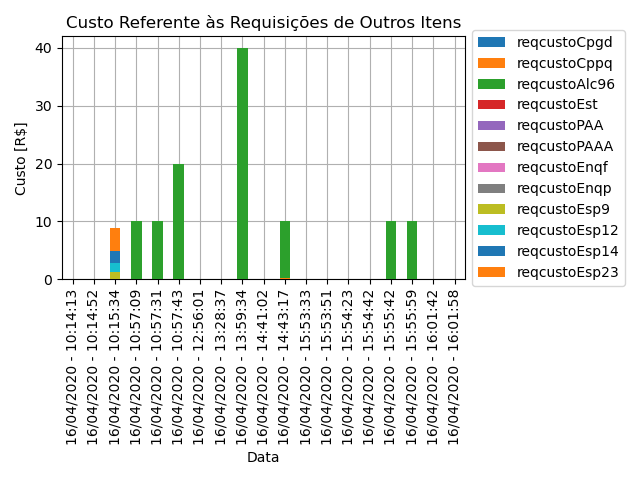 Custo Referente às Requisições de Outros Itens
Custo [R$]
40
30
20
10
0
16/04/2020 - 10:14:13
16/04/2020 - 10:14:52
16/04/2020 - 10:15:34
16/04/2020 - 10:57:09
16/04/2020 - 10:57:31
16/04/2020 - 10:57:43
16/04/2020 - 12:56:01
16/04/2020 - 13:28:37
16/04/2020 - 13:59:34
16/04/2020 - 14:41:02
16/04/2020 - 14:43:17
16/04/2020 - 15:53:33
16/04/2020 - 15:53:51
16/04/2020 - 15:54:23
16/04/2020 - 15:54:42
16/04/2020 - 15:55:42
16/04/2020 - 15:55:59
16/04/2020 - 16:01:42
16/04/2020 - 16:01:58
Data
reqcustoCpgd
reqcustoCppq
reqcustoAlc96
reqcustoEst
reqcustoPAA
reqcustoPAAA
reqcustoEnqf
reqcustoEnqp
reqcustoEsp9
reqcustoEsp12
reqcustoEsp14
reqcustoEsp23